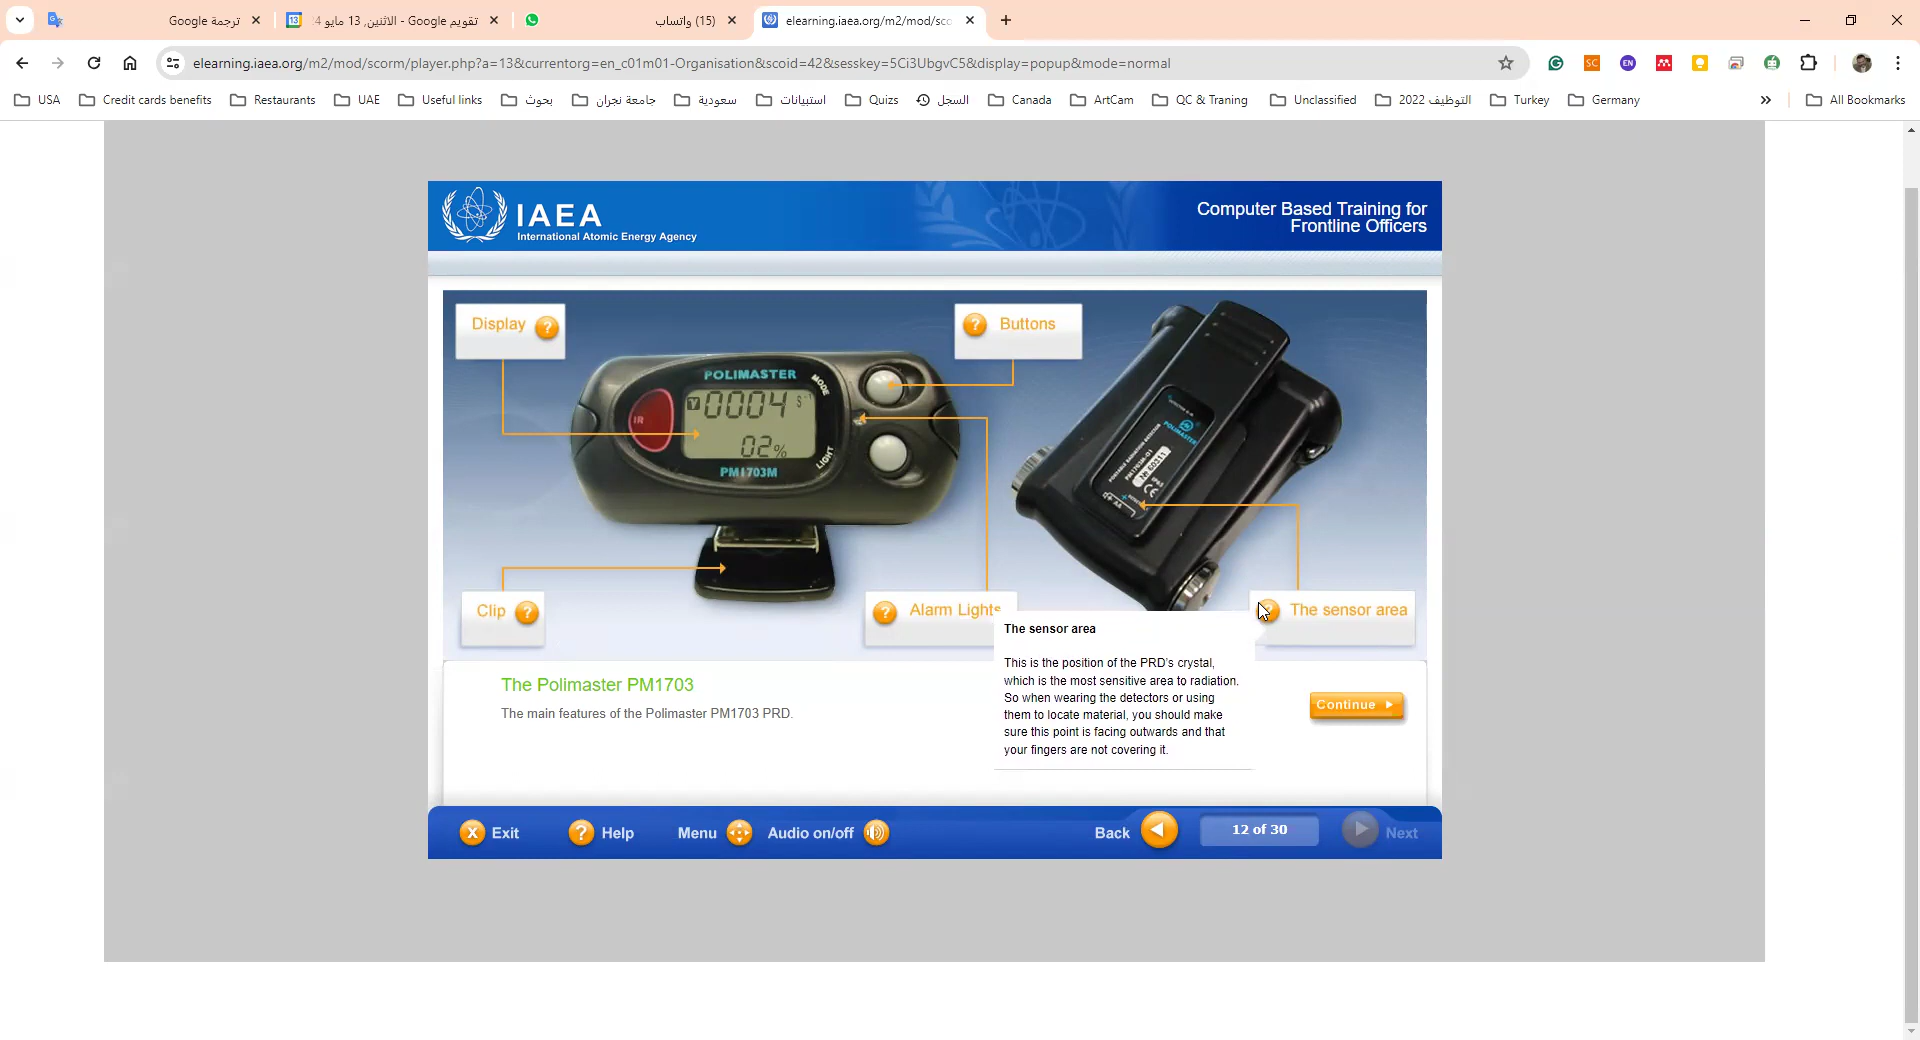 ترجمة Google
تقويم Google - الاثنين, 13 مايو
(15) واتساب
elearning.iaea.org/m2/mod/sco
elearning.iaea.org/m2/mod/scorm/player.php?a=13&currentorg=en_c01m01-Organisation&scoid=42&sesskey=5Ci3UbgvC5&display=popup&mode=normal
USA
Credit cards benefits
Restaurants
UAE
Useful links
بحوث
جامعة نجران
سعودية
استبيانات
Quizs
السجل
Canada
ArtCam
QC & Traning
Unclassified
التوظيف 2022
Turkey
Germany
All Bookmarks
IAEA
International Atomic Energy Agency
Computer Based Training for
Frontline Officers
Display
Buttons
POLIMASTER
MODE
IR
0004 S⁻¹
02%
LIGHT
PM1703M
POLIMASTER
Clip
Alarm Lights
The sensor area
The sensor area
This is the position of the PRD's crystal,
which is the most sensitive area to radiation.
So when wearing the detectors or using
them to locate material, you should make
sure this point is facing outwards and that
your fingers are not covering it.
The Polimaster PM1703
The main features of the Polimaster PM1703 PRD.
Continue
Exit
Help
Menu
Audio on/off
Back
12 of 30
Next